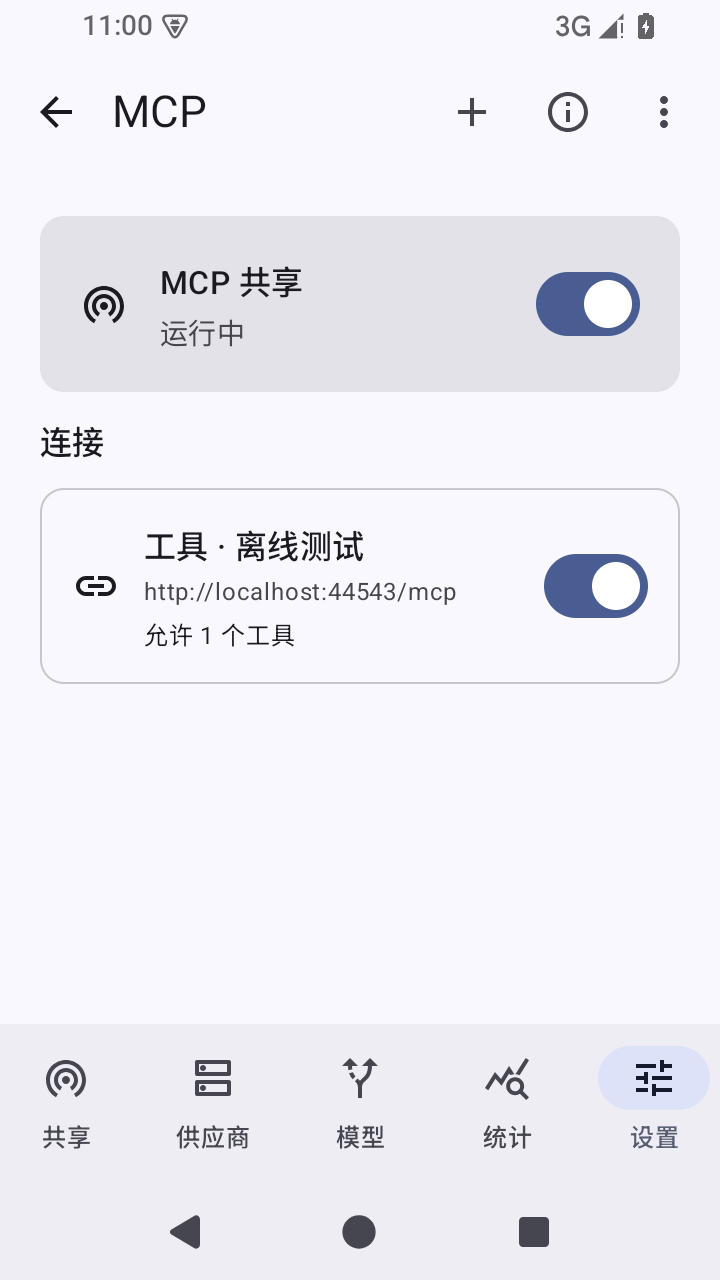 11:00
3G
MCP
MCP 共享
运行中
连接
工具 · 离线测试
http://localhost:44543/mcp
允许 1 个工具
共享
供应商
模型
统计
设置